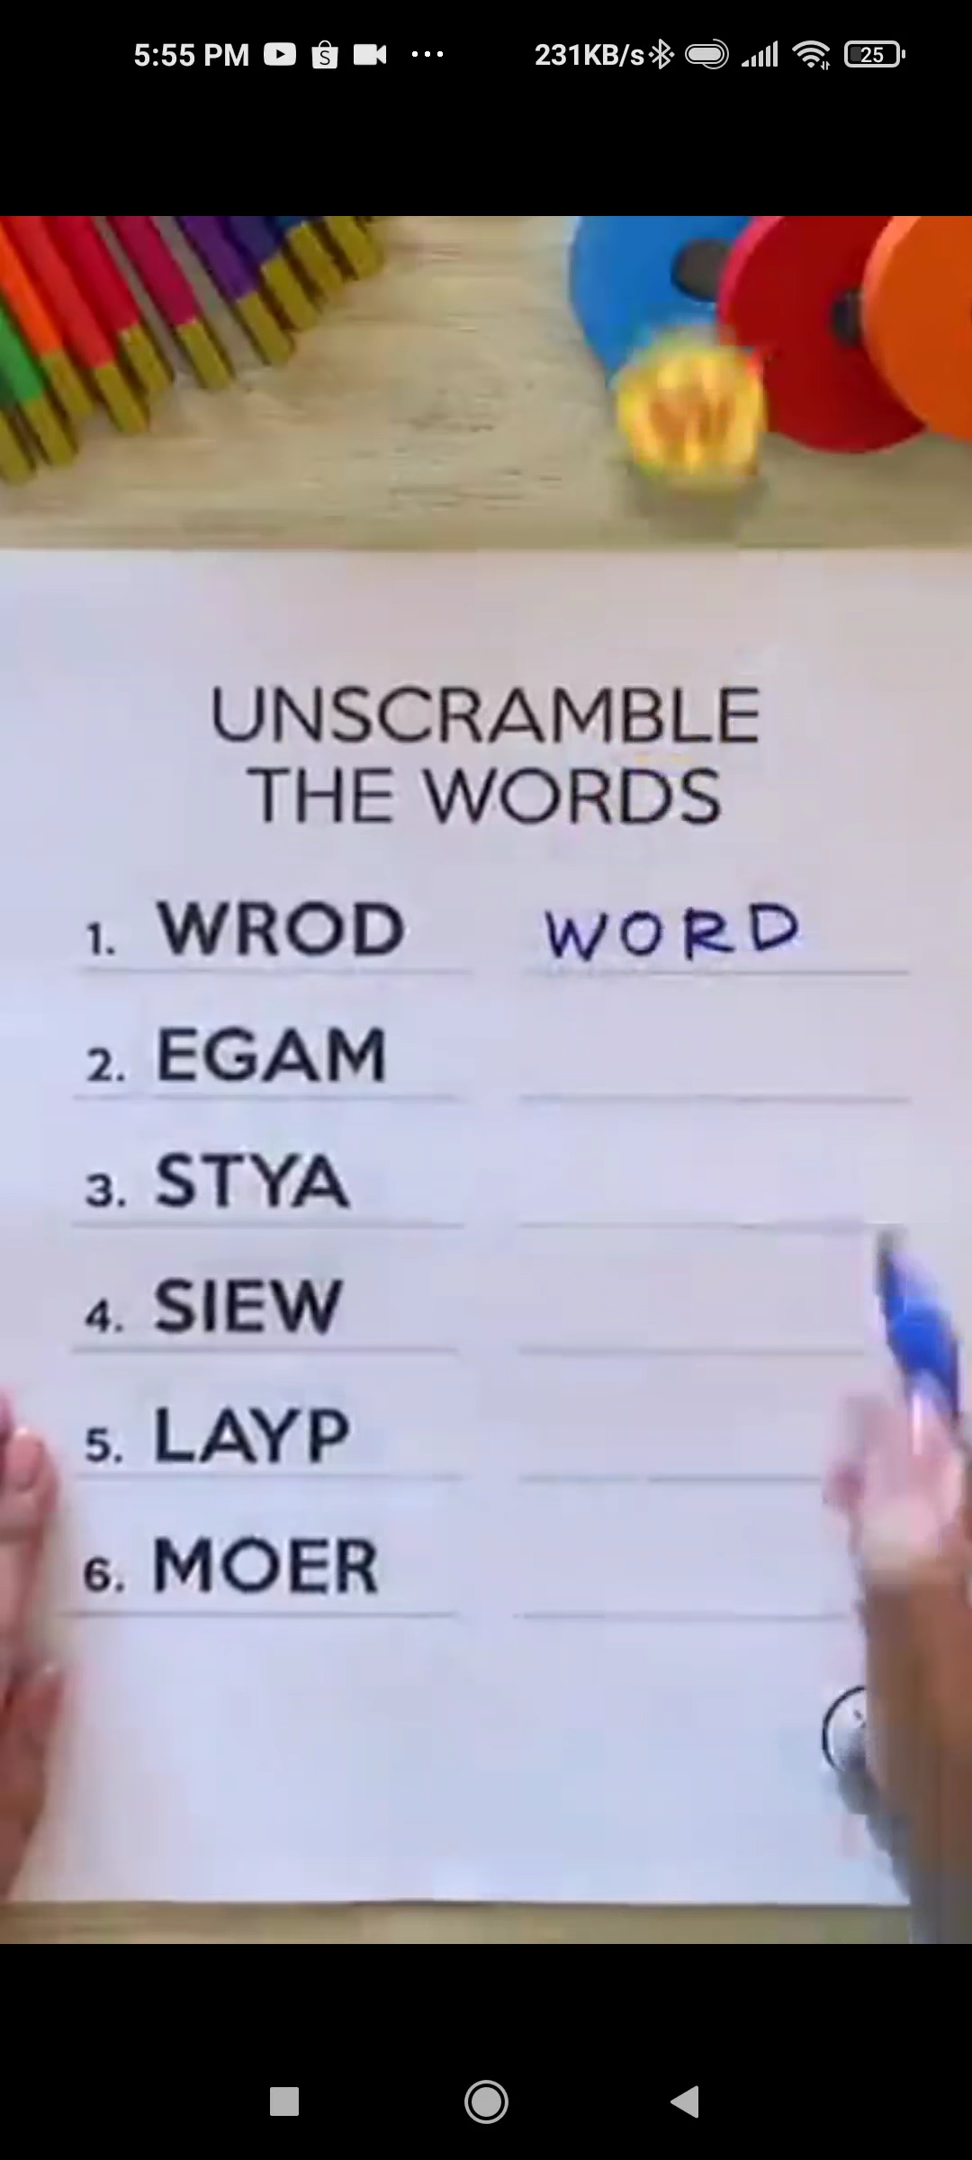 5:55 PM 231KB/s 25
UNSCRAMBLE
THE WORDS
1. WROD WORD
2. EGAM
3. STYA
4. SIEW
5. LAYP
6. MOER